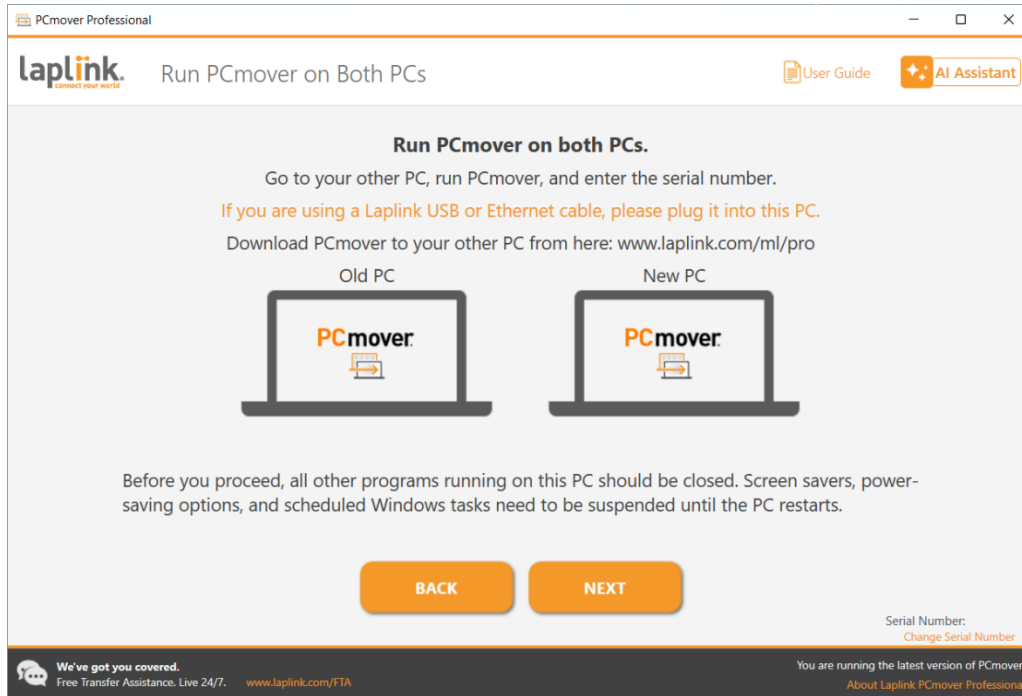 PCmover Professional
laplink.
connect your world
Run PCmover on Both PCs
User Guide
AI Assistant
Run PCmover on both PCs.
Go to your other PC, run PCmover, and enter the serial number.
If you are using a Laplink USB or Ethernet cable, please plug it into this PC.
Download PCmover to your other PC from here: www.laplink.com/ml/pro
Old PC
New PC
PCmover
PCmover
Before you proceed, all other programs running on this PC should be closed. Screen savers, power-
saving options, and scheduled Windows tasks need to be suspended until the PC restarts.
BACK
NEXT
Serial Number:
Change Serial Number
We've got you covered.
Free Transfer Assistance. Live 24/7.
www.laplink.com/FTA
You are running the latest version of PCmover
About Laplink PCmover Professional